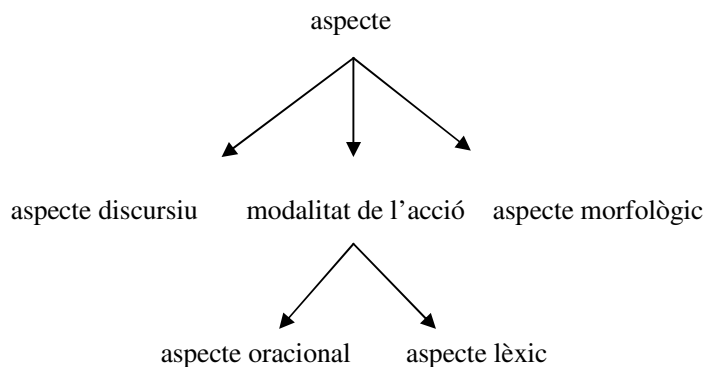 aspecte
aspecte discursiu modalitat de l’acció aspecte morfològic
aspecte oracional aspecte lèxic